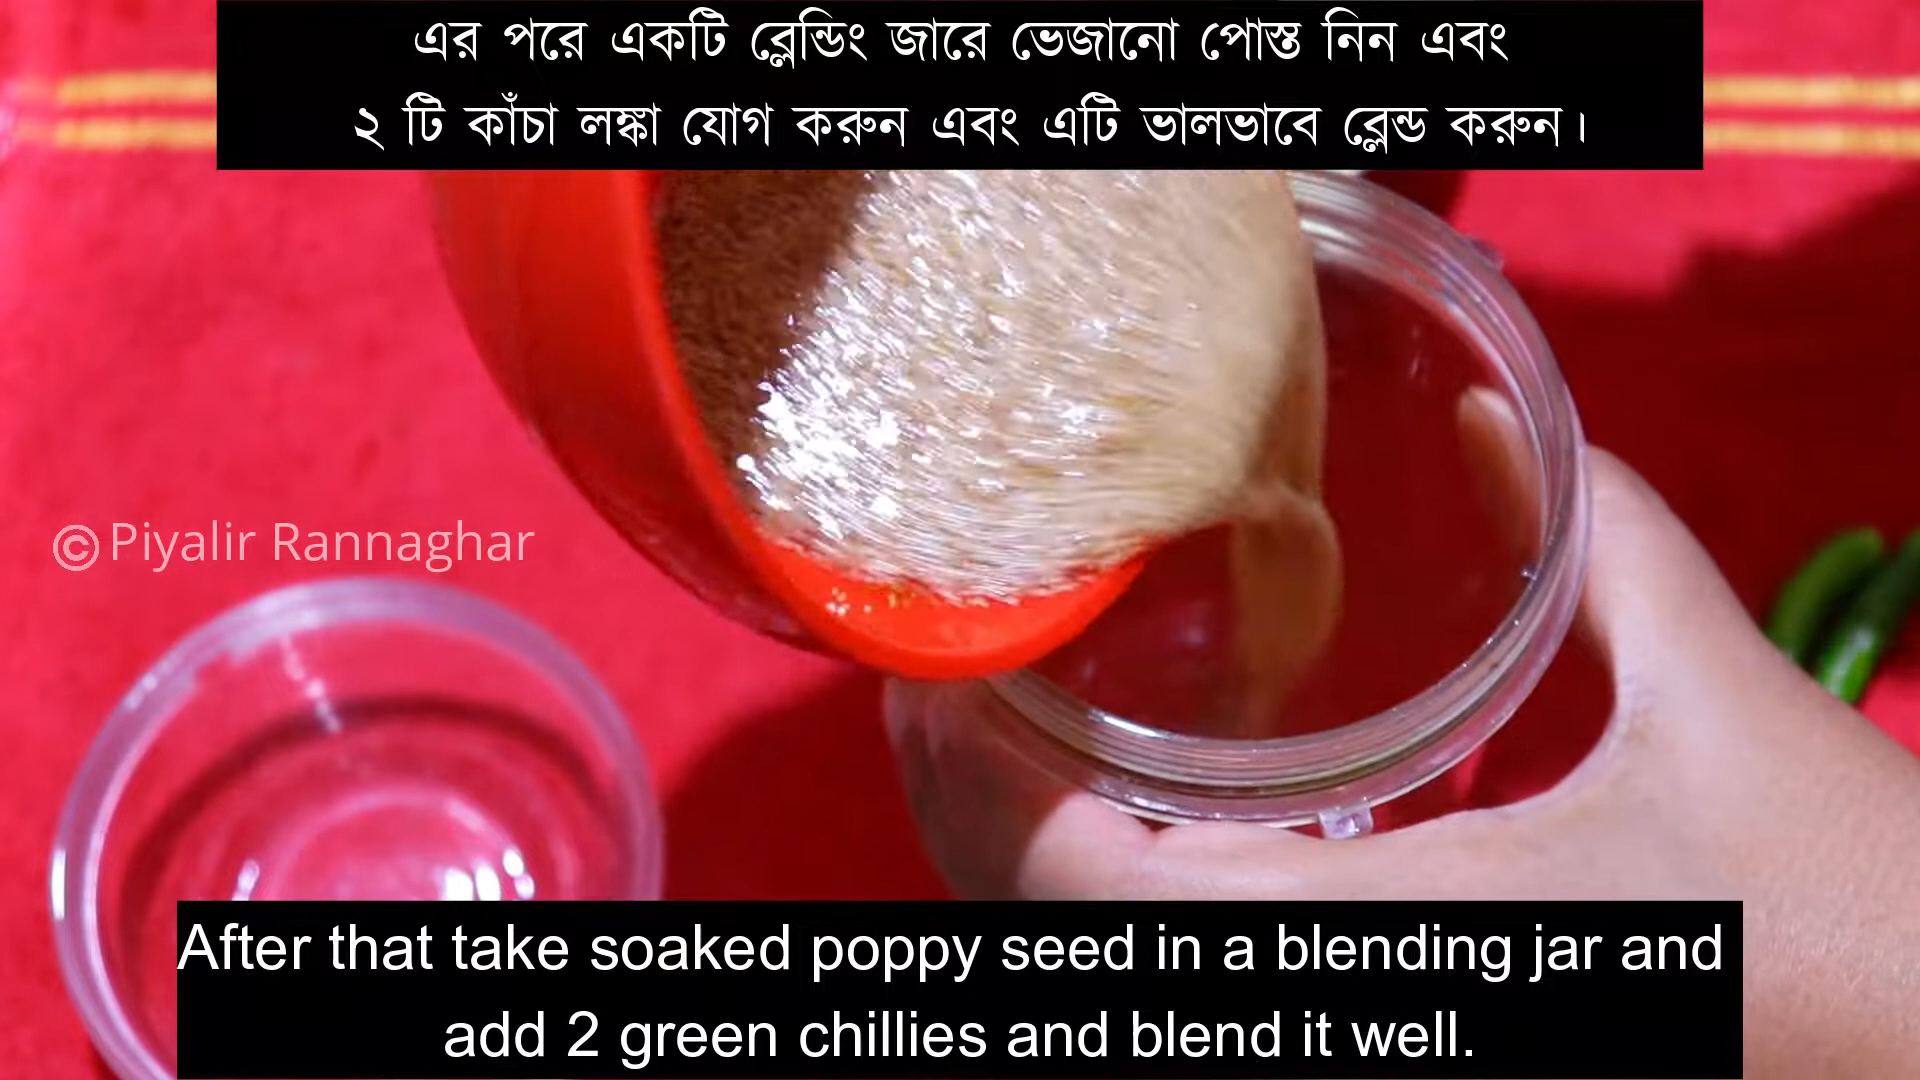 এর পরে একটি ব্লেন্ডিং জারে ভেজানো পোস্ত নিন এবং
২ টি কাঁচা লঙ্কা যোগ করুন এবং এটি ভালভাবে ব্লেন্ড করুন।
©Piyalir Rannaghar
After that take soaked poppy seed in a blending jar and
add 2 green chillies and blend it well.